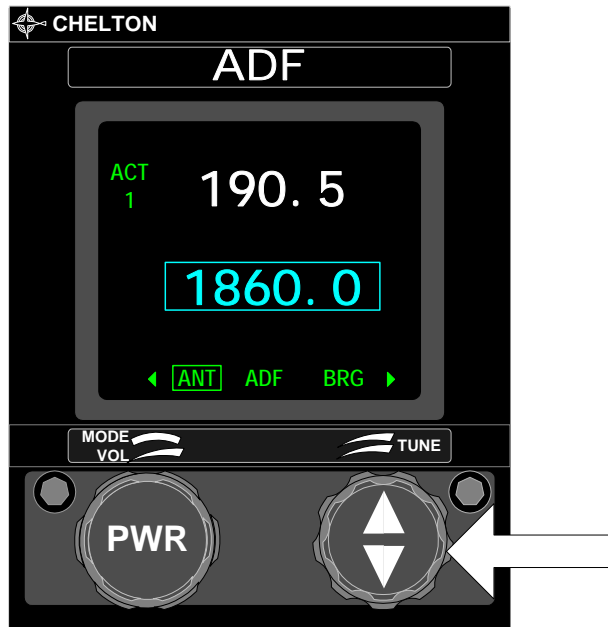 CHELTON
ADF
ACT
1
190. 5
1860. 0
ANT ADF BRG
MODE
VOL
TUNE
PWR